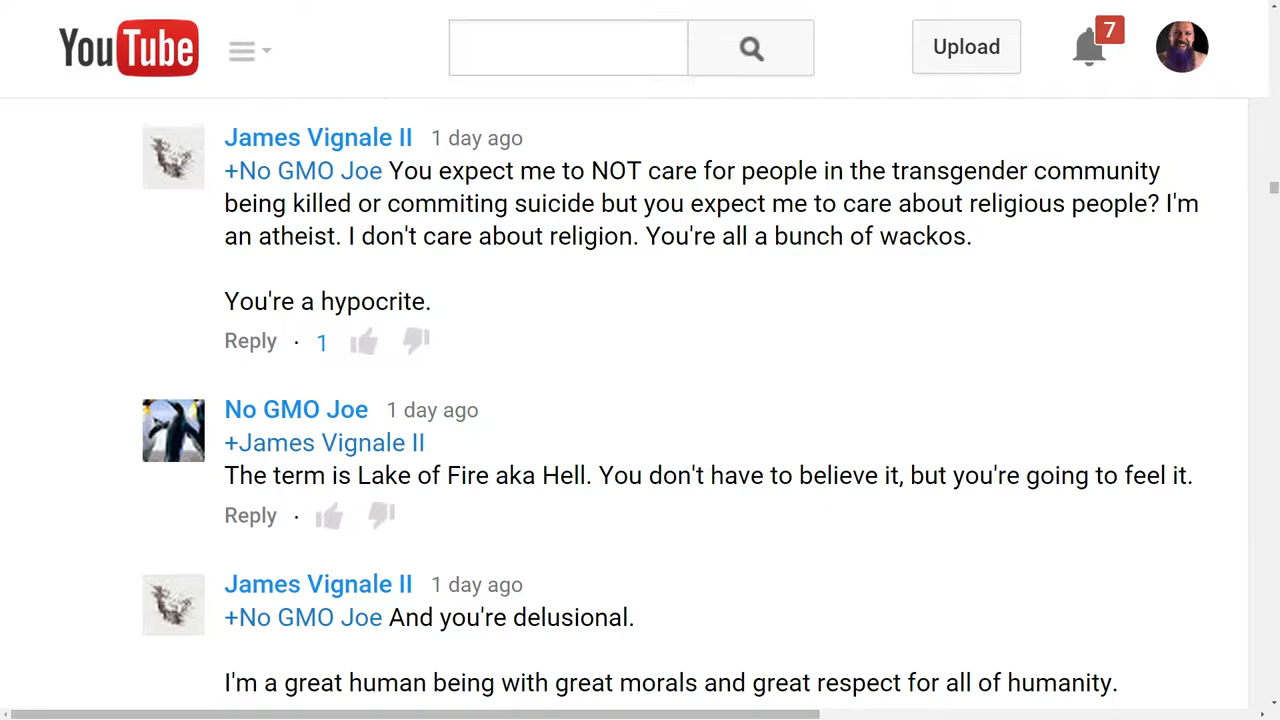 YouTube
Upload
7
James Vignale II 1 day ago
+No GMO Joe You expect me to NOT care for people in the transgender community
being killed or commiting suicide but you expect me to care about religious people? I'm
an atheist. I don't care about religion. You're all a bunch of wackos.
You're a hypocrite.
Reply · 1
No GMO Joe 1 day ago
+James Vignale II
The term is Lake of Fire aka Hell. You don't have to believe it, but you're going to feel it.
Reply ·
James Vignale II 1 day ago
+No GMO Joe And you're delusional.
I'm a great human being with great morals and great respect for all of humanity.